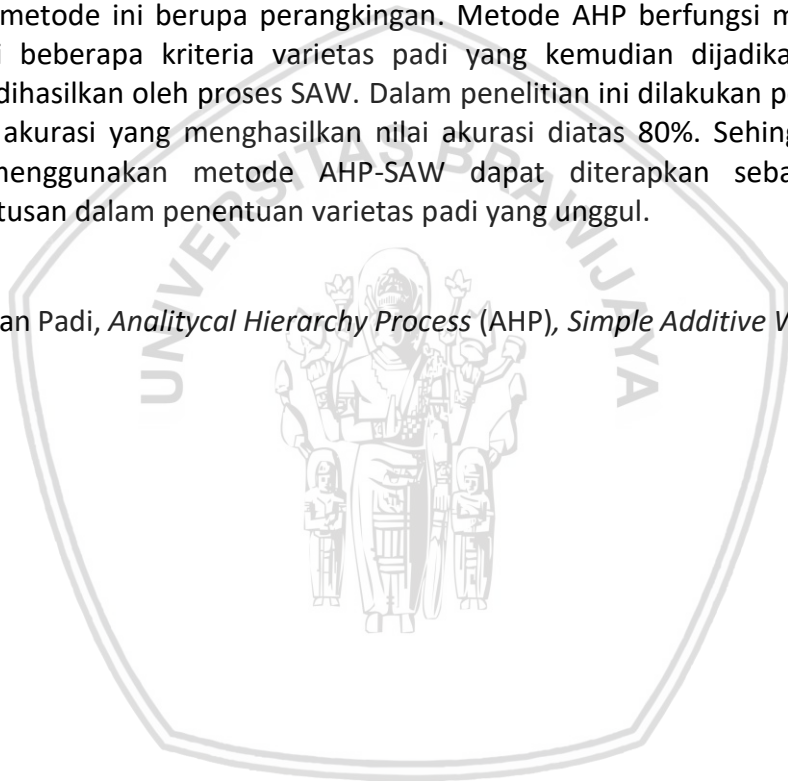 metode ini berupa perangkingan. Metode AHP berfungsi m
i beberapa kriteria varietas padi yang kemudian dijadika
dihasilkan oleh proses SAW. Dalam penelitian ini dilakukan p
akurasi yang menghasilkan nilai akurasi diatas 80%. Sehing
menggunakan metode AHP-SAW dapat diterapkan seba
tusan dalam penentuan varietas padi yang unggul.
an Padi, Analitycal Hierarchy Process (AHP), Simple Additive W
UNIVERSITAS BRAWIJAYA